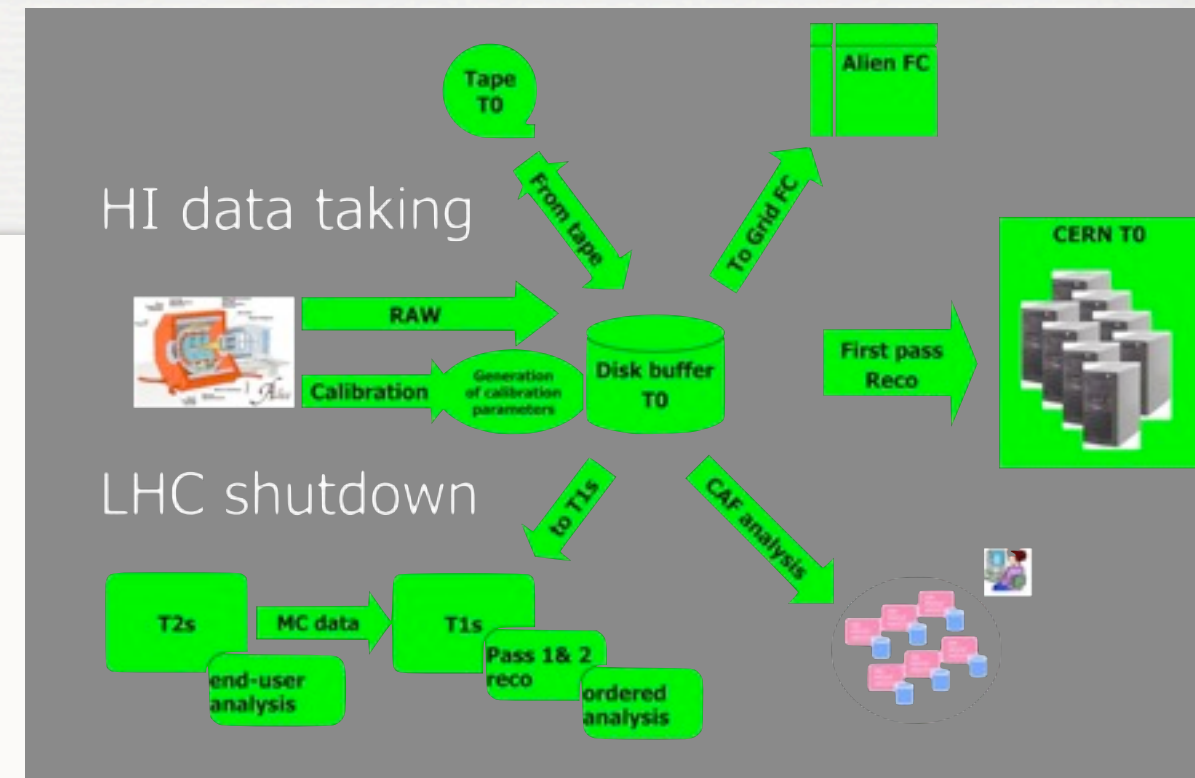 Tape
T0
Alien FC
From tape
To Grid FC
HI data taking
CERN T0
RAW
First pass
Reco
Calibration
Generation
of calibration
parameters
Disk buffer
T0
LHC shutdown
to T1s
CAF analysis
T2s
MC data
T1s
Pass 1& 2
reco
end-user
analysis
ordered
analysis